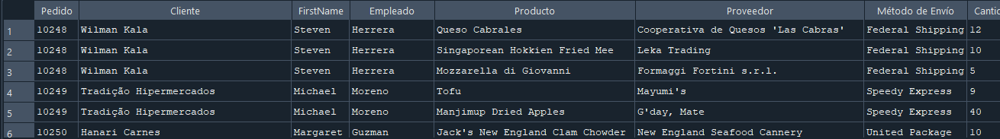 Pedido Cliente FirstName Empleado Producto Proveedor Método de Envío Cantid
1 10248 Wilman Kala Steven Herrera Queso Cabrales Cooperativa de Quesos 'Las Cabras' Federal Shipping 12
2 10248 Wilman Kala Steven Herrera Singaporean Hokkien Fried Mee Leka Trading Federal Shipping 10
3 10248 Wilman Kala Steven Herrera Mozzarella di Giovanni Formaggi Fortini s.r.l. Federal Shipping 5
4 10249 Tradição Hipermercados Michael Moreno Tofu Mayumi's Speedy Express 9
5 10249 Tradição Hipermercados Michael Moreno Manjimup Dried Apples G'day, Mate Speedy Express 40
6 10250 Hanari Carnes Margaret Guzman Jack's New England Clam Chowder New England Seafood Cannery United Package 10